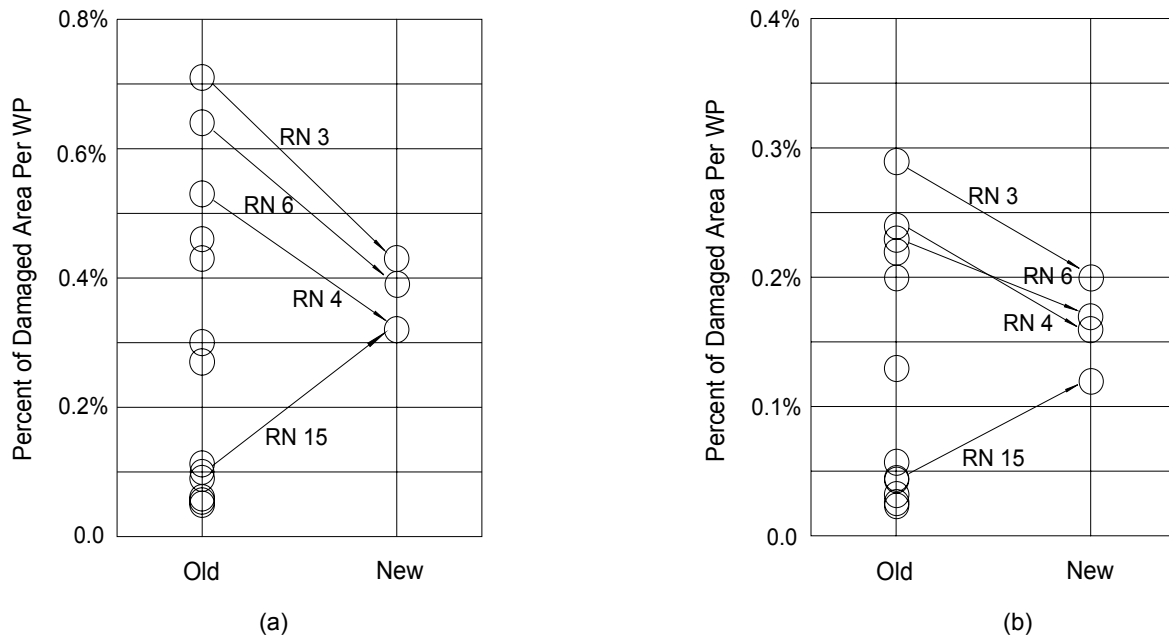 Percent of Damaged Area Per WP
0.8%
0.6%
0.4%
0.2%
0.0
RN 3
RN 6
RN 4
RN 15
Old
New
(a)
Percent of Damaged Area Per WP
0.4%
0.3%
0.2%
0.1%
0.0
RN 3
RN 6
RN 4
RN 15
Old
New
(b)